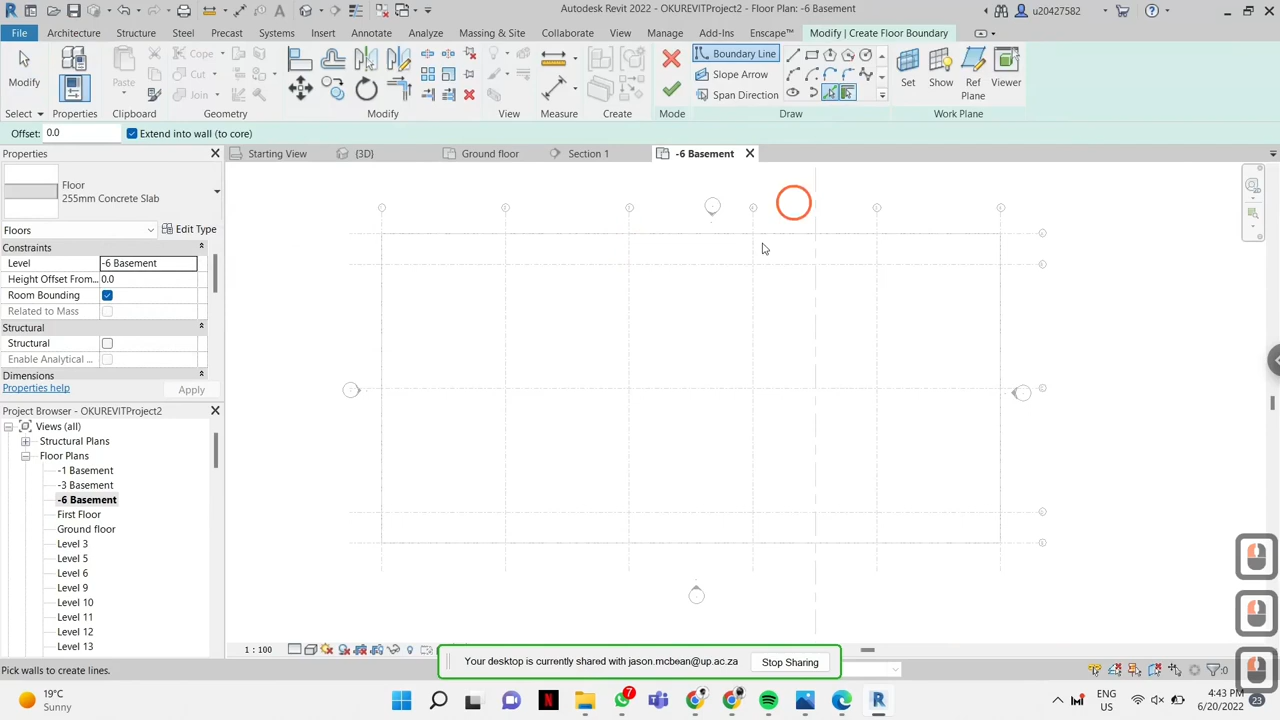 Autodesk Revit 2022 - OKUREVITProject2 - Floor Plan: -6 Basement
u20427582
File Architecture Structure Steel Precast Systems Insert Annotate Analyze Massing & Site Collaborate View Manage Add-Ins Enscape™ Modify | Create Floor Boundary
Modify
Paste
Cope
Cut
Join
Boundary Line
Slope Arrow
Span Direction
Set
Show
Ref
Plane
Viewer
Select Properties Clipboard Geometry Modify View Measure Create Mode Draw Work Plane
Offset: 0.0 Extend into wall (to core)
Properties
Starting View {3D} Ground floor Section 1 -6 Basement
Floor
255mm Concrete Slab
Floors Edit Type
Constraints
Level -6 Basement
Height Offset From... 0.0
Room Bounding
Related to Mass
Structural
Structural
Enable Analytical ...
Dimensions
Properties help Apply
Project Browser - OKUREVITProject2
Views (all)
Structural Plans
Floor Plans
-1 Basement
-3 Basement
-6 Basement
First Floor
Ground floor
Level 3
Level 5
Level 6
Level 9
Level 10
Level 11
Level 12
Level 13
1 : 100
Your desktop is currently shared with jason.mcbean@up.ac.za Stop Sharing
Pick walls to create lines.
:0
19°C
Sunny
7
ENG
US
4:43 PM
6/20/2022
23